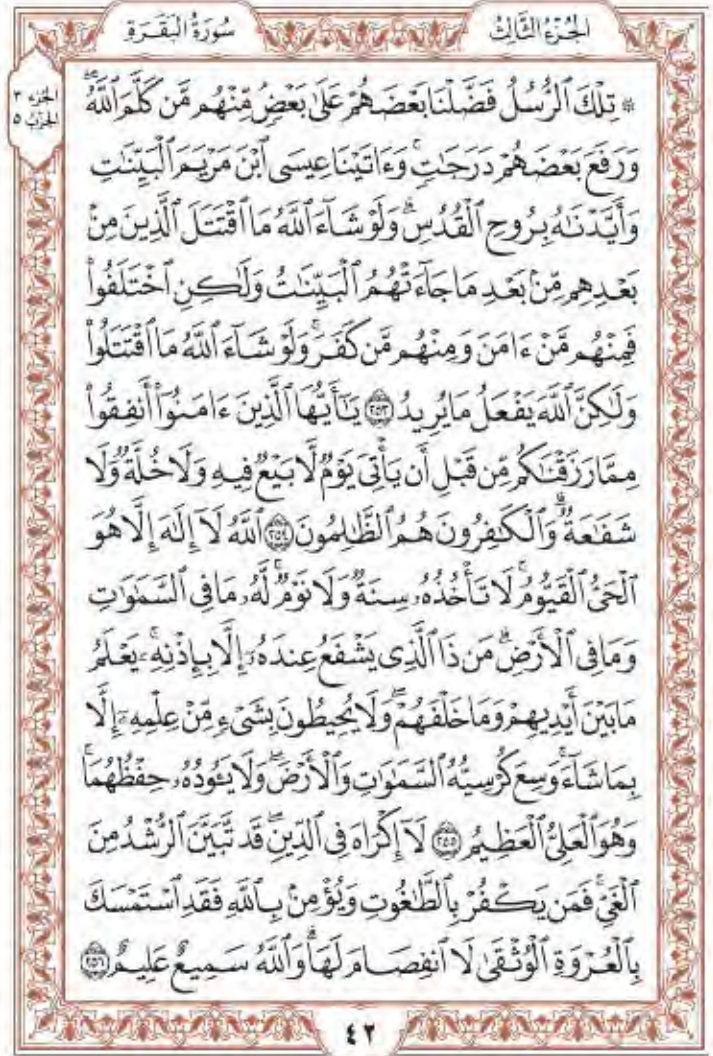 سُورَةُ البَقَرَةِ
الجُزْءُ الثَّالِثُ
الجزء ٣
الحزب ٥
۞ تِلْكَ ٱلرُّسُلُ فَضَّلْنَا بَعْضَهُمْ عَلَىٰ بَعْضٖۘ مِّنْهُم مَّن كَلَّمَ ٱللَّهُۖ
وَرَفَعَ بَعْضَهُمْ دَرَجَٰتٖۚ وَءَاتَيْنَا عِيسَى ٱبْنَ مَرْيَمَ ٱلْبَيِّنَٰتِ
وَأَيَّدْنَٰهُ بِرُوحِ ٱلْقُدُسِۗ وَلَوْ شَآءَ ٱللَّهُ مَا ٱقْتَتَلَ ٱلَّذِينَ مِنۢ
بَعْدِهِم مِّنۢ بَعْدِ مَا جَآءَتْهُمُ ٱلْبَيِّنَٰتُ وَلَٰكِنِ ٱخْتَلَفُواْ
فَمِنْهُم مَّنْ ءَامَنَ وَمِنْهُم مَّن كَفَرَۚ وَلَوْ شَآءَ ٱللَّهُ مَا ٱقْتَتَلُواْ
وَلَٰكِنَّ ٱللَّهَ يَفْعَلُ مَا يُرِيدُ ٢٥٣ يَٰٓأَيُّهَا ٱلَّذِينَ ءَامَنُوٓاْ أَنفِقُواْ
مِمَّا رَزَقْنَٰكُم مِّن قَبْلِ أَن يَأْتِيَ يَوْمٞ لَّا بَيْعٞ فِيهِ وَلَا خُلَّةٞ وَلَا
شَفَٰعَةٞۗ وَٱلْكَٰفِرُونَ هُمُ ٱلظَّٰلِمُونَ ٢٥٤ ٱللَّهُ لَآ إِلَٰهَ إِلَّا هُوَ
ٱلْحَيُّ ٱلْقَيُّومُۚ لَا تَأْخُذُهُۥ سِنَةٞ وَلَا نَوْمٞۚ لَّهُۥ مَا فِي ٱلسَّمَٰوَٰتِ
وَمَا فِي ٱلْأَرْضِۗ مَن ذَا ٱلَّذِي يَشْفَعُ عِندَهُۥٓ إِلَّا بِإِذْنِهِۦۚ يَعْلَمُ
مَا بَيْنَ أَيْدِيهِمْ وَمَا خَلْفَهُمْۖ وَلَا يُحِيطُونَ بِشَيْءٖ مِّنْ عِلْمِهِۦٓ إِلَّا
بِمَا شَآءَۚ وَسِعَ كُرْسِيُّهُ ٱلسَّمَٰوَٰتِ وَٱلْأَرْضَۖ وَلَا يَـُٔودُهُۥ حِفْظُهُمَاۚ
وَهُوَ ٱلْعَلِيُّ ٱلْعَظِيمُ ٢٥٥ لَآ إِكْرَاهَ فِي ٱلدِّينِۖ قَد تَّبَيَّنَ ٱلرُّشْدُ مِنَ
ٱلْغَيِّۚ فَمَن يَكْفُرْ بِٱلطَّٰغُوتِ وَيُؤْمِنۢ بِٱللَّهِ فَقَدِ ٱسْتَمْسَكَ
بِٱلْعُرْوَةِ ٱلْوُثْقَىٰ لَا ٱنفِصَامَ لَهَاۗ وَٱللَّهُ سَمِيعٌ عَلِيمٌ ٢٥٦
٤٢